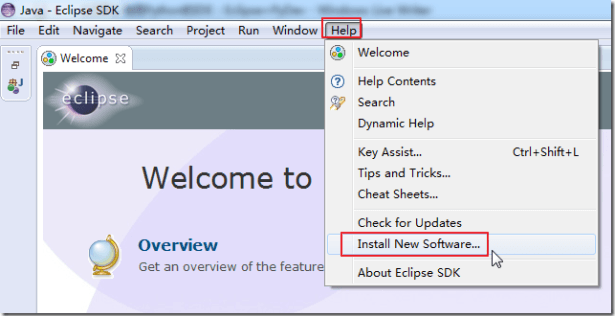 Java - Eclipse SDK
File Edit Navigate Search Project Run Window Help
Welcome
eclipse
Welcome to
Overview
Get an overview of the feature
Welcome
Help Contents
Search
Dynamic Help
Key Assist... Ctrl+Shift+L
Tips and Tricks...
Cheat Sheets...
Check for Updates
Install New Software...
About Eclipse SDK